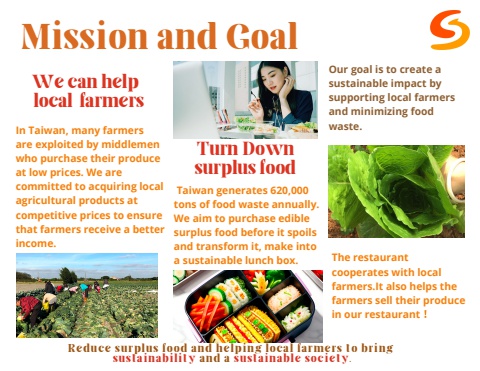 Mission and Goal
We can help
local farmers
In Taiwan, many farmers
are exploited by middlemen
who purchase their produce
at low prices. We are
committed to acquiring local
agricultural products at
competitive prices to ensure
that farmers receive a better
income.
Turn Down
surplus food
Taiwan generates 620,000
tons of food waste annually.
We aim to purchase edible
surplus food before it spoils
and transform it, make into
a sustainable lunch box.
Our goal is to create a
sustainable impact by
supporting local farmers
and minimizing food
waste.
The restaurant
cooperates with local
farmers.It also helps the
farmers sell their produce
in our restaurant !
Reduce surplus food and helping local farmers to bring
sustainability and a sustainable society.